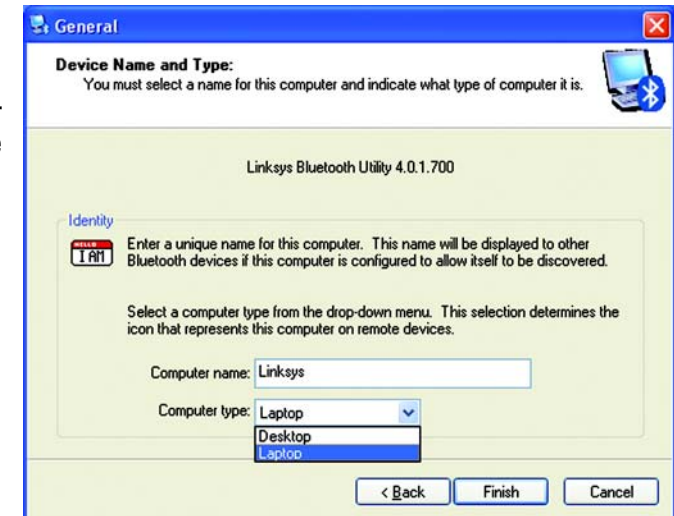 General
Device Name and Type:
You must select a name for this computer and indicate what type of computer it is.
Linksys Bluetooth Utility 4.0.1.700
Identity
HELLO
I AM
Enter a unique name for this computer. This name will be displayed to other
Bluetooth devices if this computer is configured to allow itself to be discovered.
Select a computer type from the drop-down menu. This selection determines the
icon that represents this computer on remote devices.
Computer name: Linksys
Computer type: Laptop
Desktop
Laptop
< Back Finish Cancel